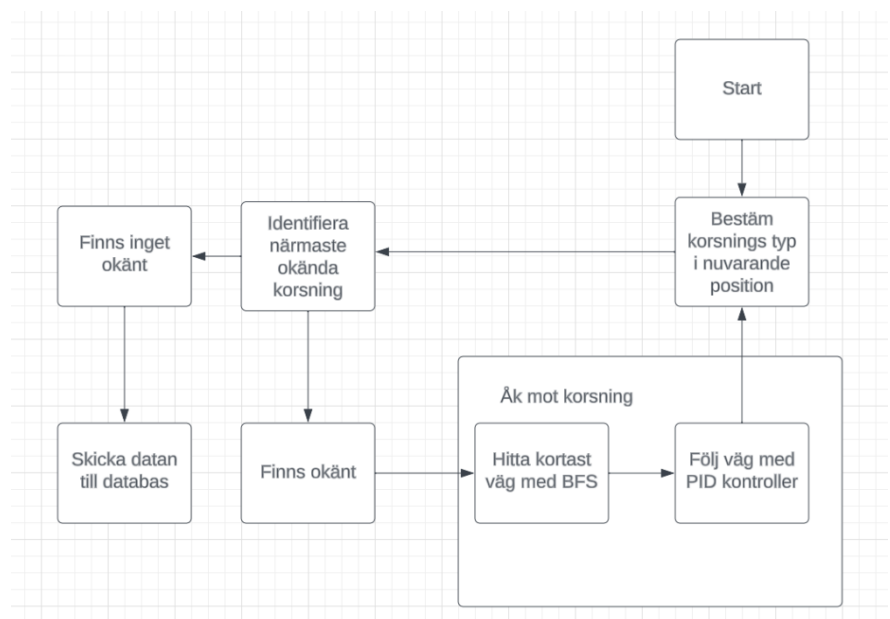 Start
Bestäm
korsnings typ
i nuvarande
position
Identifiera
närmaste
okända
korsning
Finns inget
okänt
Skicka datan
till databas
Finns okänt
Åk mot korsning
Hitta kortast
väg med BFS
Följ väg med
PID kontroller